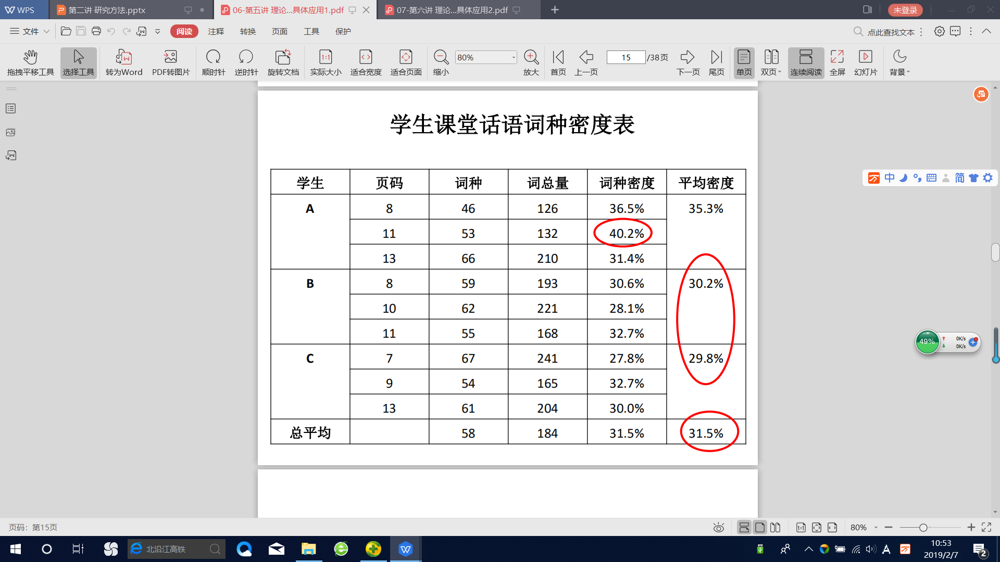 WPS 第二讲 研究方法.pptx 06-第五讲 理论...具体应用1.pdf 07-第六讲 理论...具体应用2.pdf 未登录
文件 阅读 注释 转换 页面 工具 保护 点此查找文本
80% 15 /38页
拖拽平移工具 选择工具 转为Word PDF转图片 顺时针 逆时针 旋转文档 实际大小 适合宽度 适合页面 缩小 放大 首页 上一页 下一页 尾页 单页 双页 连续阅读 全屏 幻灯片 背景
学生课堂话语词种密度表
学生 页码 词种 词总量 词种密度 平均密度
A 8 46 126 36.5% 35.3%
11 53 132 40.2%
13 66 210 31.4%
B 8 59 193 30.6% 30.2%
10 62 221 28.1%
11 55 168 32.7%
C 7 67 241 27.8% 29.8%
9 54 165 32.7%
13 61 204 30.0%
总平均 58 184 31.5% 31.5%
中 简
49% 0K/s
0K/s
页码: 第15页 80%
北沿江高铁
10:53
2019/2/7
2